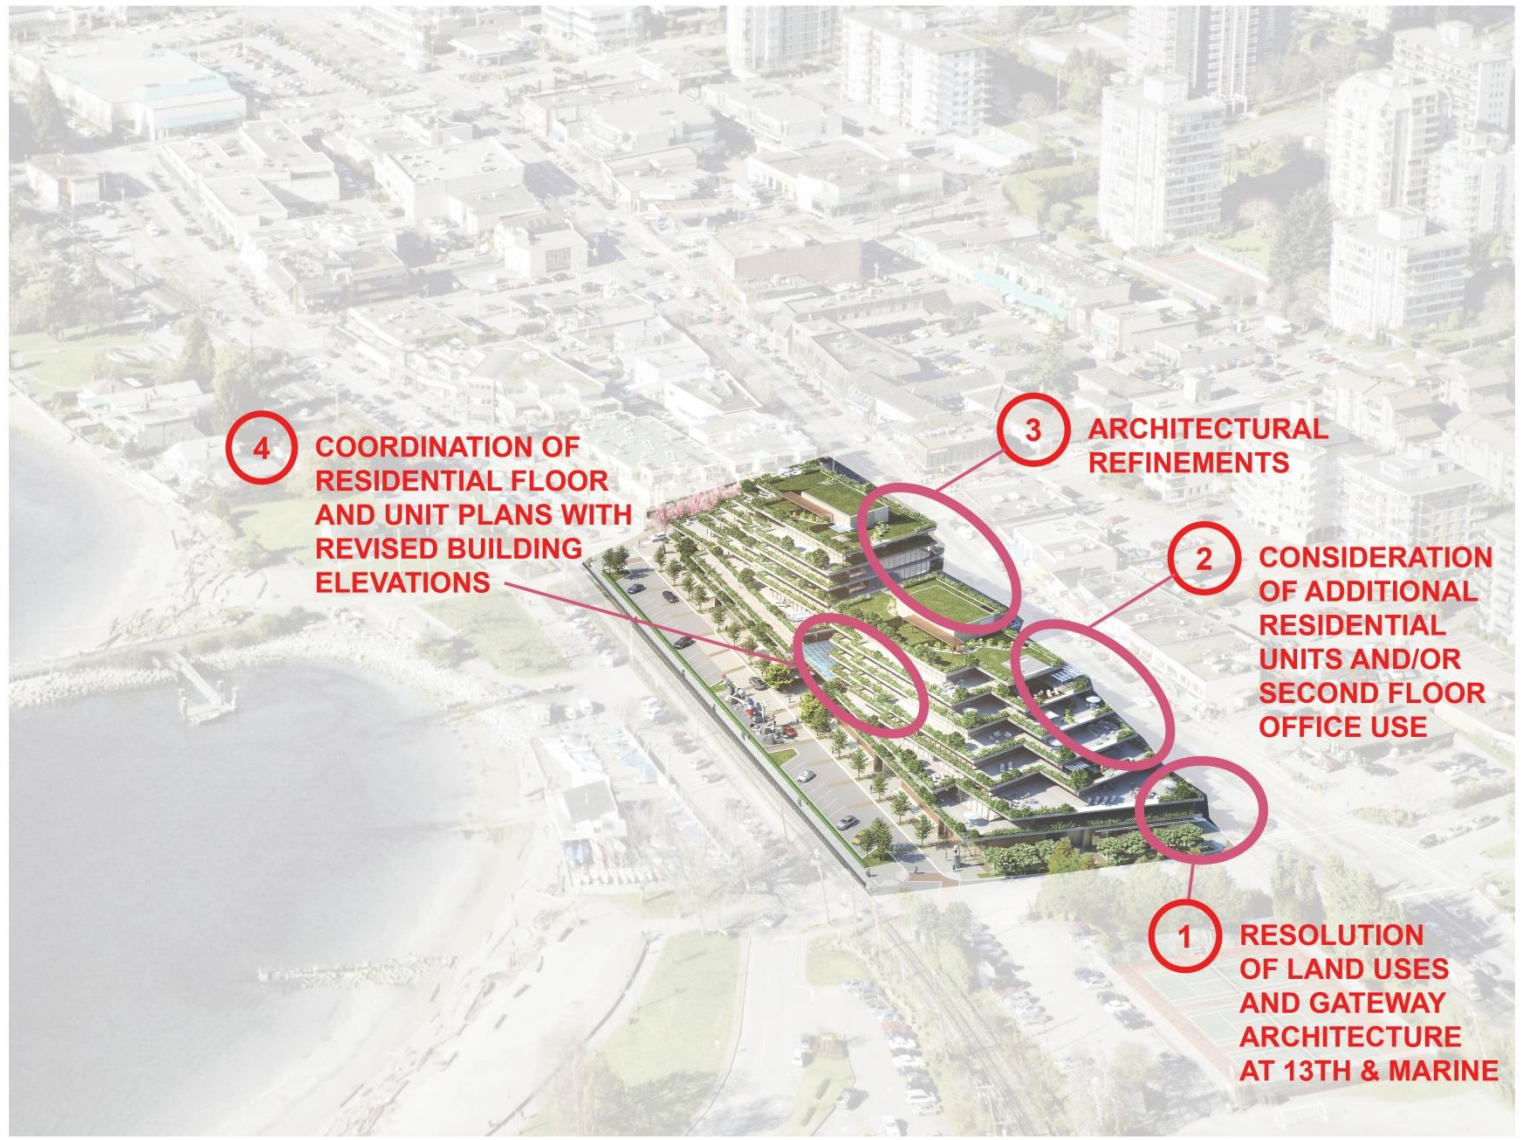 4
COORDINATION OF
RESIDENTIAL FLOOR
AND UNIT PLANS WITH
REVISED BUILDING
ELEVATIONS
3
ARCHITECTURAL
REFINEMENTS
2
CONSIDERATION
OF ADDITIONAL
RESIDENTIAL
UNITS AND/OR
SECOND FLOOR
OFFICE USE
1
RESOLUTION
OF LAND USES
AND GATEWAY
ARCHITECTURE
AT 13TH & MARINE